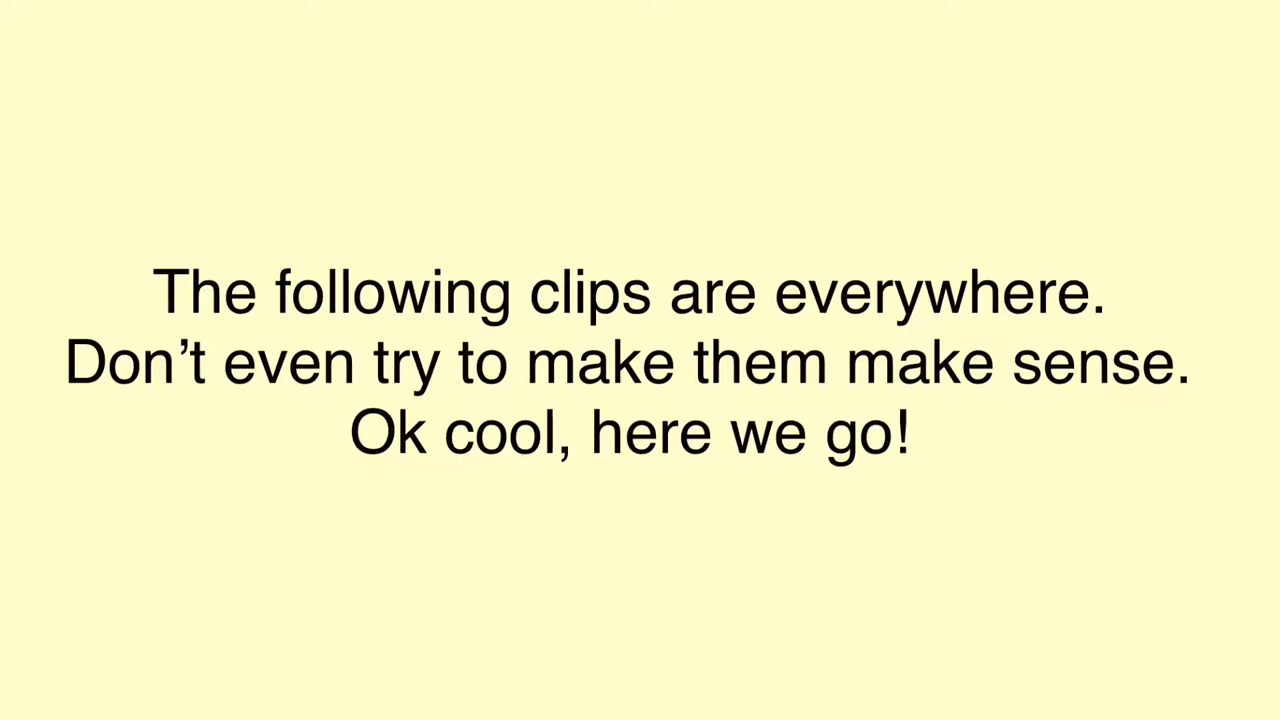 The following clips are everywhere.
Don’t even try to make them make sense.
Ok cool, here we go!